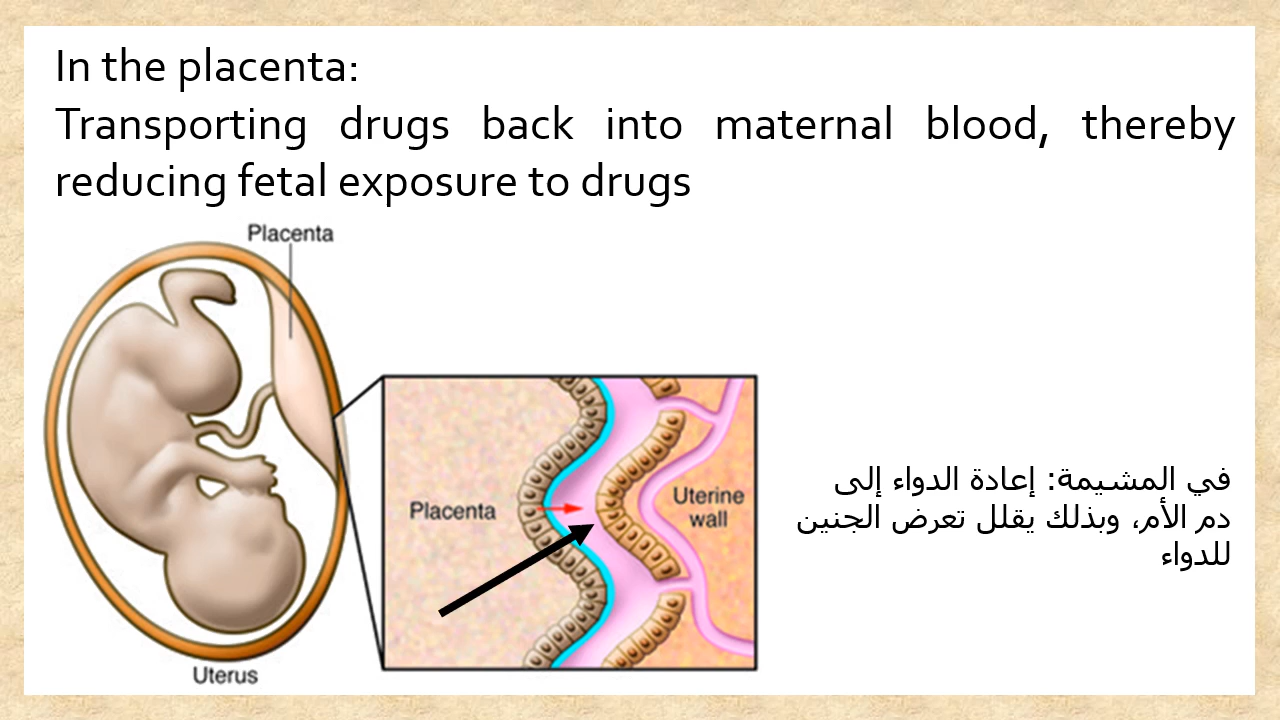 In the placenta:
Transporting drugs back into maternal blood, thereby
reducing fetal exposure to drugs
Placenta
Placenta
Uterine
wall
Uterus
في المشيمة: إعادة الدواء إلى
دم الأم، وبذلك يقلل تعرض الجنين
للدواء